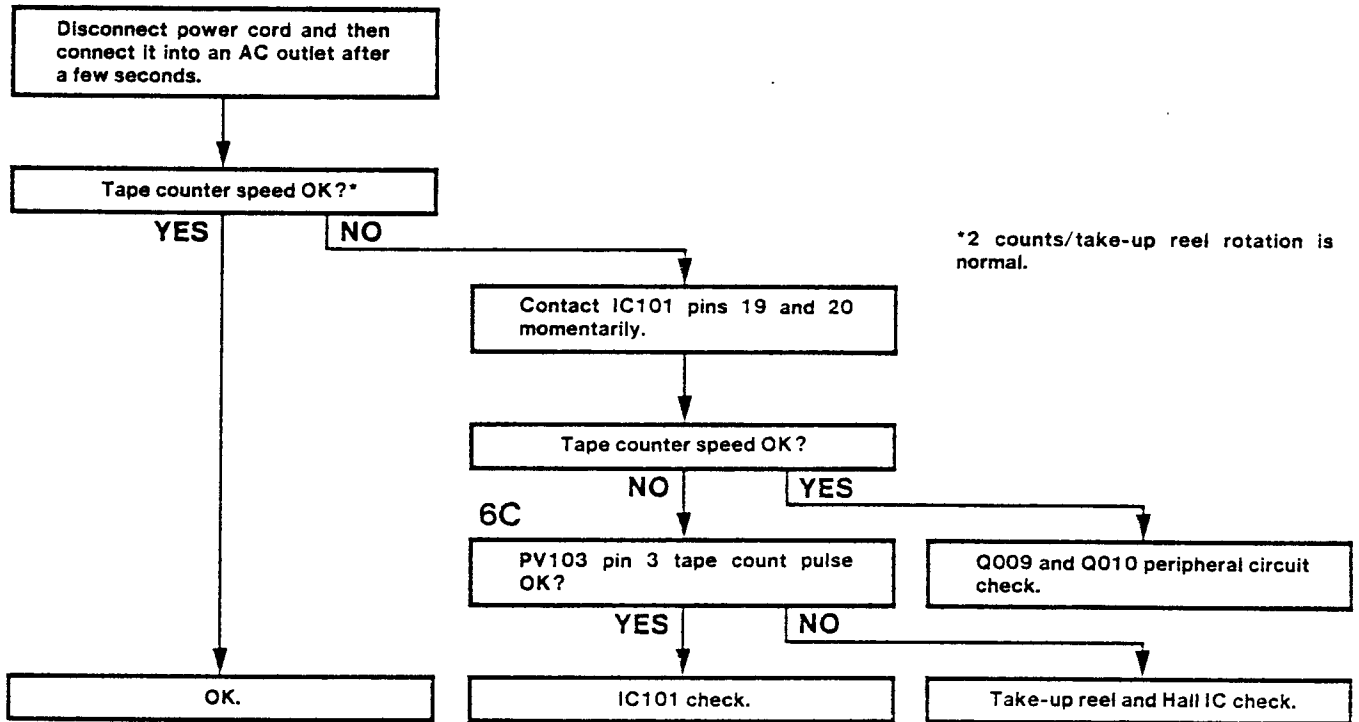 Disconnect power cord and then
connect it into an AC outlet after
a few seconds.
Tape counter speed OK?*
YES
NO
*2 counts/take-up reel rotation is
normal.
Contact IC101 pins 19 and 20
momentarily.
Tape counter speed OK?
NO
YES
6C
PV103 pin 3 tape count pulse
OK?
Q009 and Q010 peripheral circuit
check.
YES
NO
OK.
IC101 check.
Take-up reel and Hall IC check.